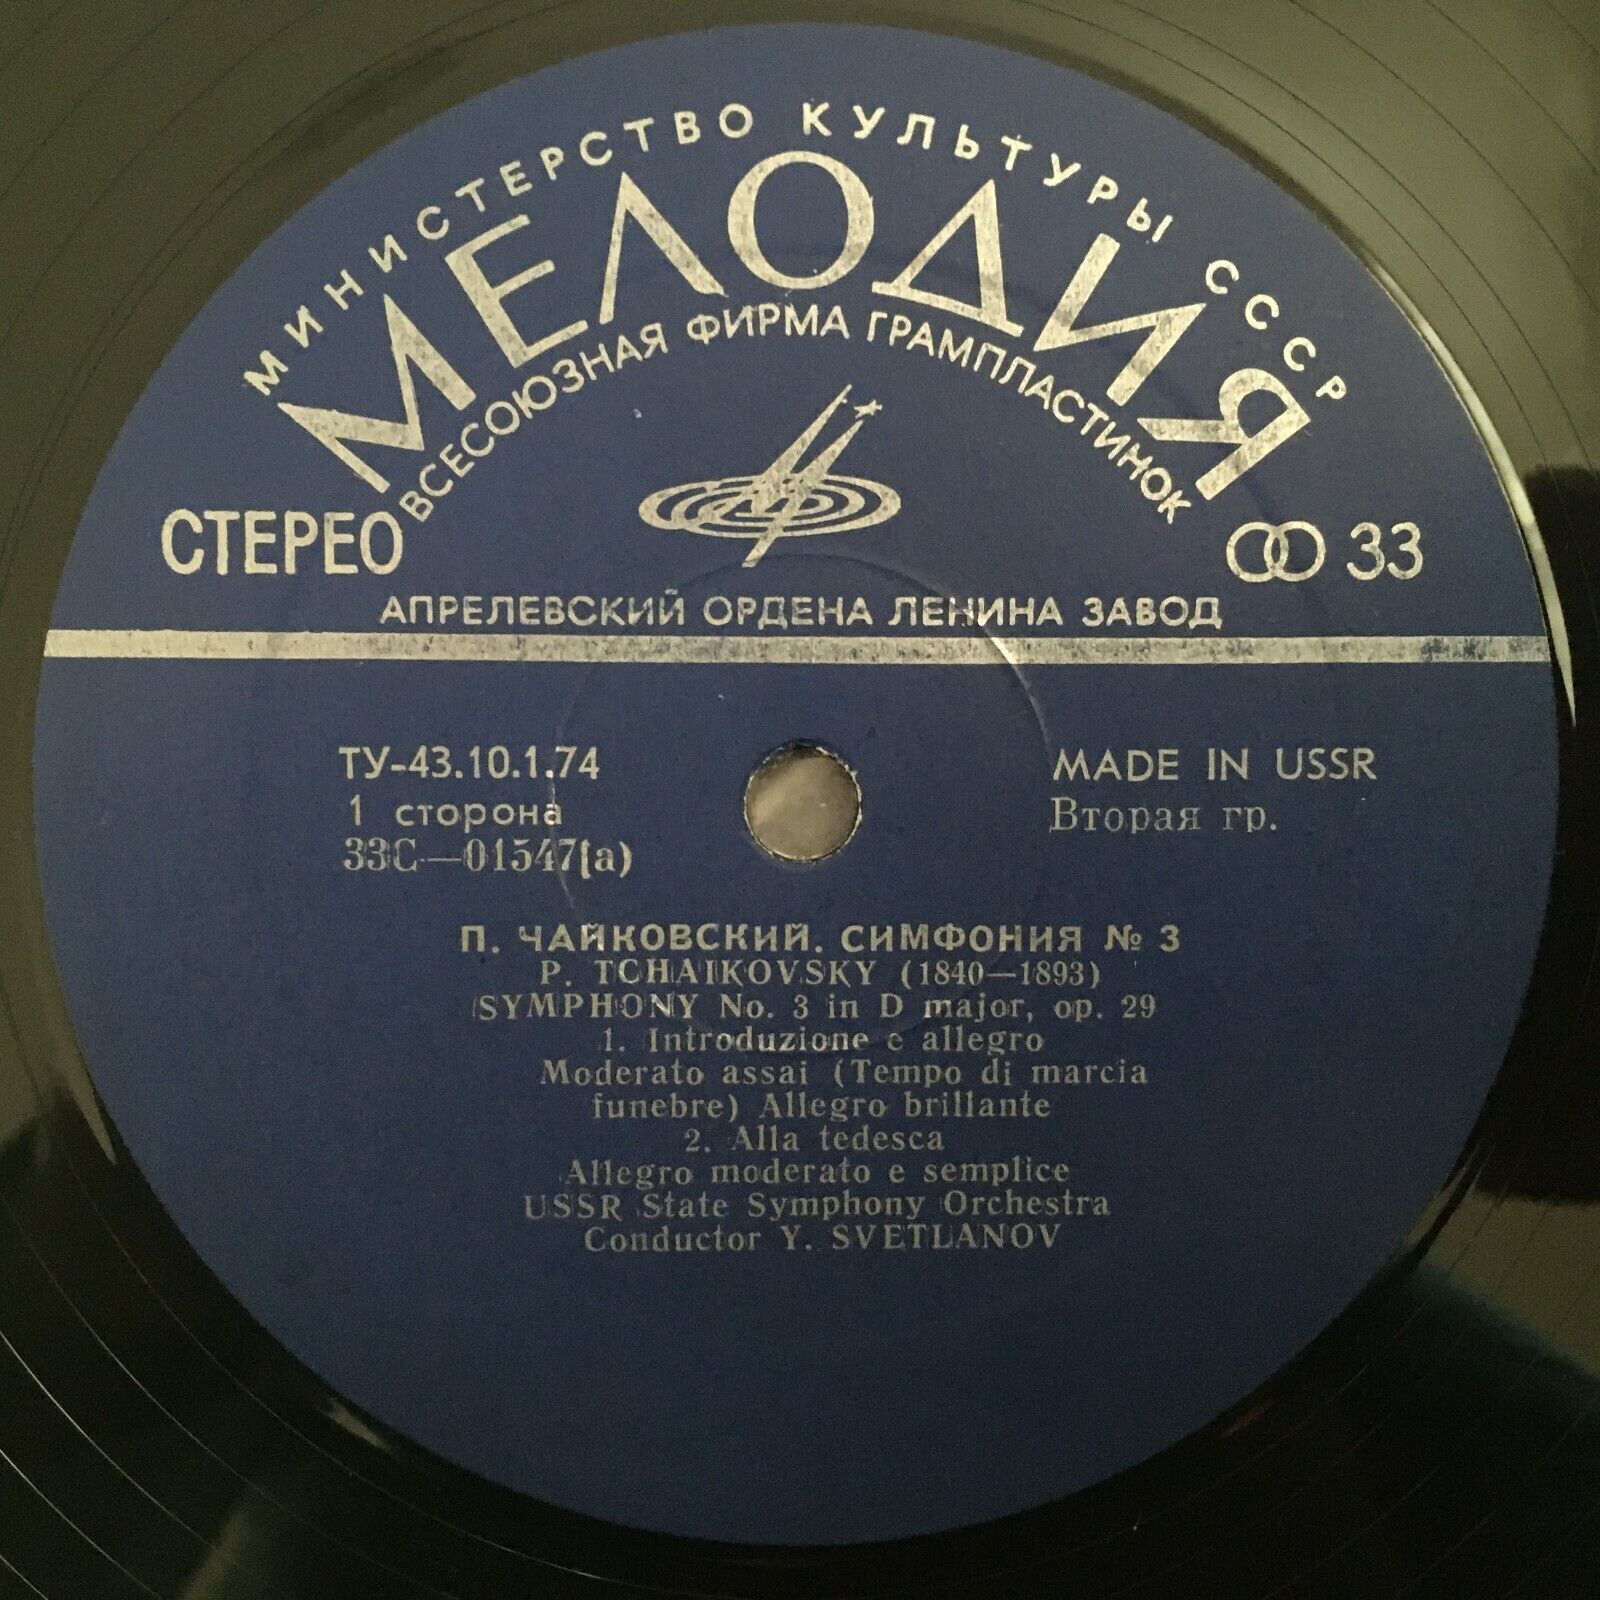 МИНИСТЕРСТВО КУЛЬТУРЫ СССР
МЕЛОДИЯ
ВСЕСОЮЗНАЯ ФИРМА ГРАМПЛАСТИНОК
СТЕРЕО 33
АПРЕЛЕВСКИЙ ОРДЕНА ЛЕНИНА ЗАВОД
ТУ-43.10.1.74 MADE IN USSR
1 сторона Вторая гр.
33С—01547(а)
П. ЧАЙКОВСКИЙ. СИМФОНИЯ № 3
P. TCHAIKOVSKY (1840—1893)
SYMPHONY No. 3 in D major, op. 29
1. Introduzione e allegro
Moderato assai (Tempo di marcia
funebre) Allegro brillante
2. Alla tedesca
Allegro moderato e semplice
USSR State Symphony Orchestra
Conductor Y. SVETLANOV